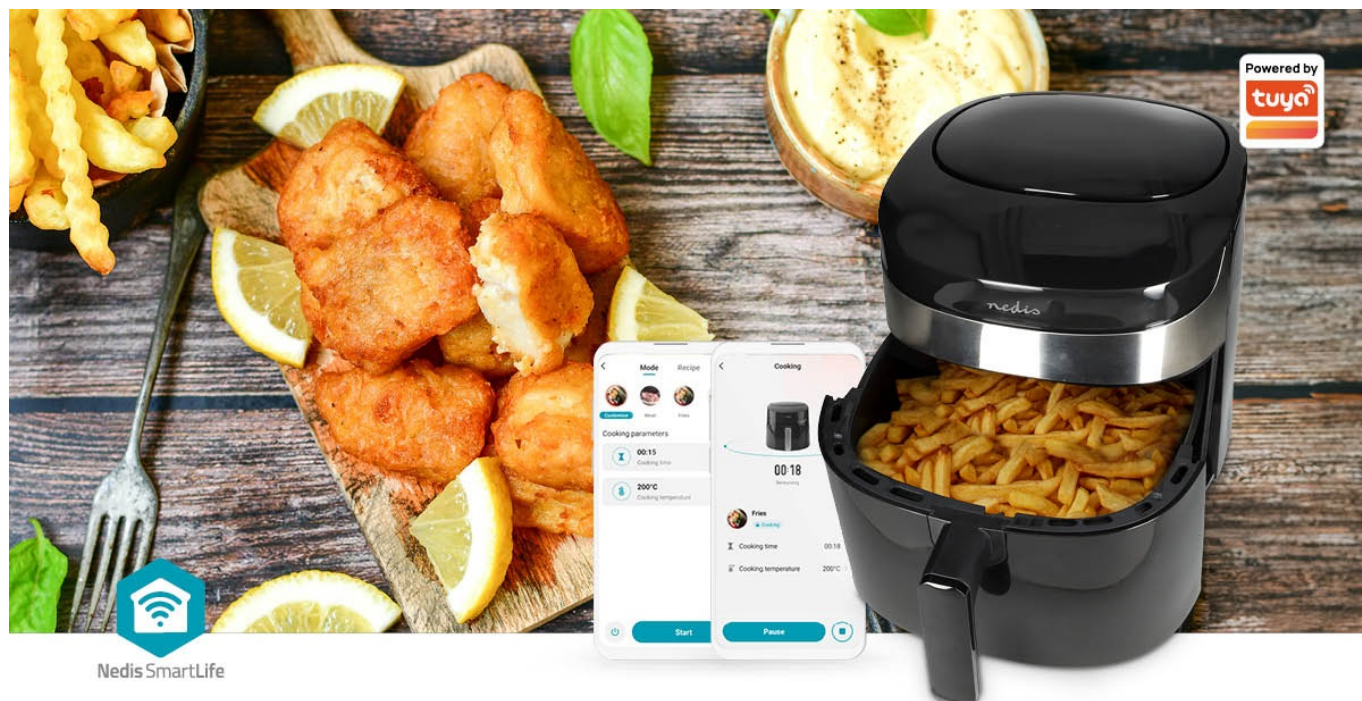 Powered by
tuya
nedis
Mode Recipe
Customise Meat Fries
Cooking parameters
00:15
Cooking time
200°C
Cooking temperature
Start
Cooking
00:18
Remaining
Fries
Cooking
Cooking time 00:18
Cooking temperature 200°C
Pause
Nedis SmartLife